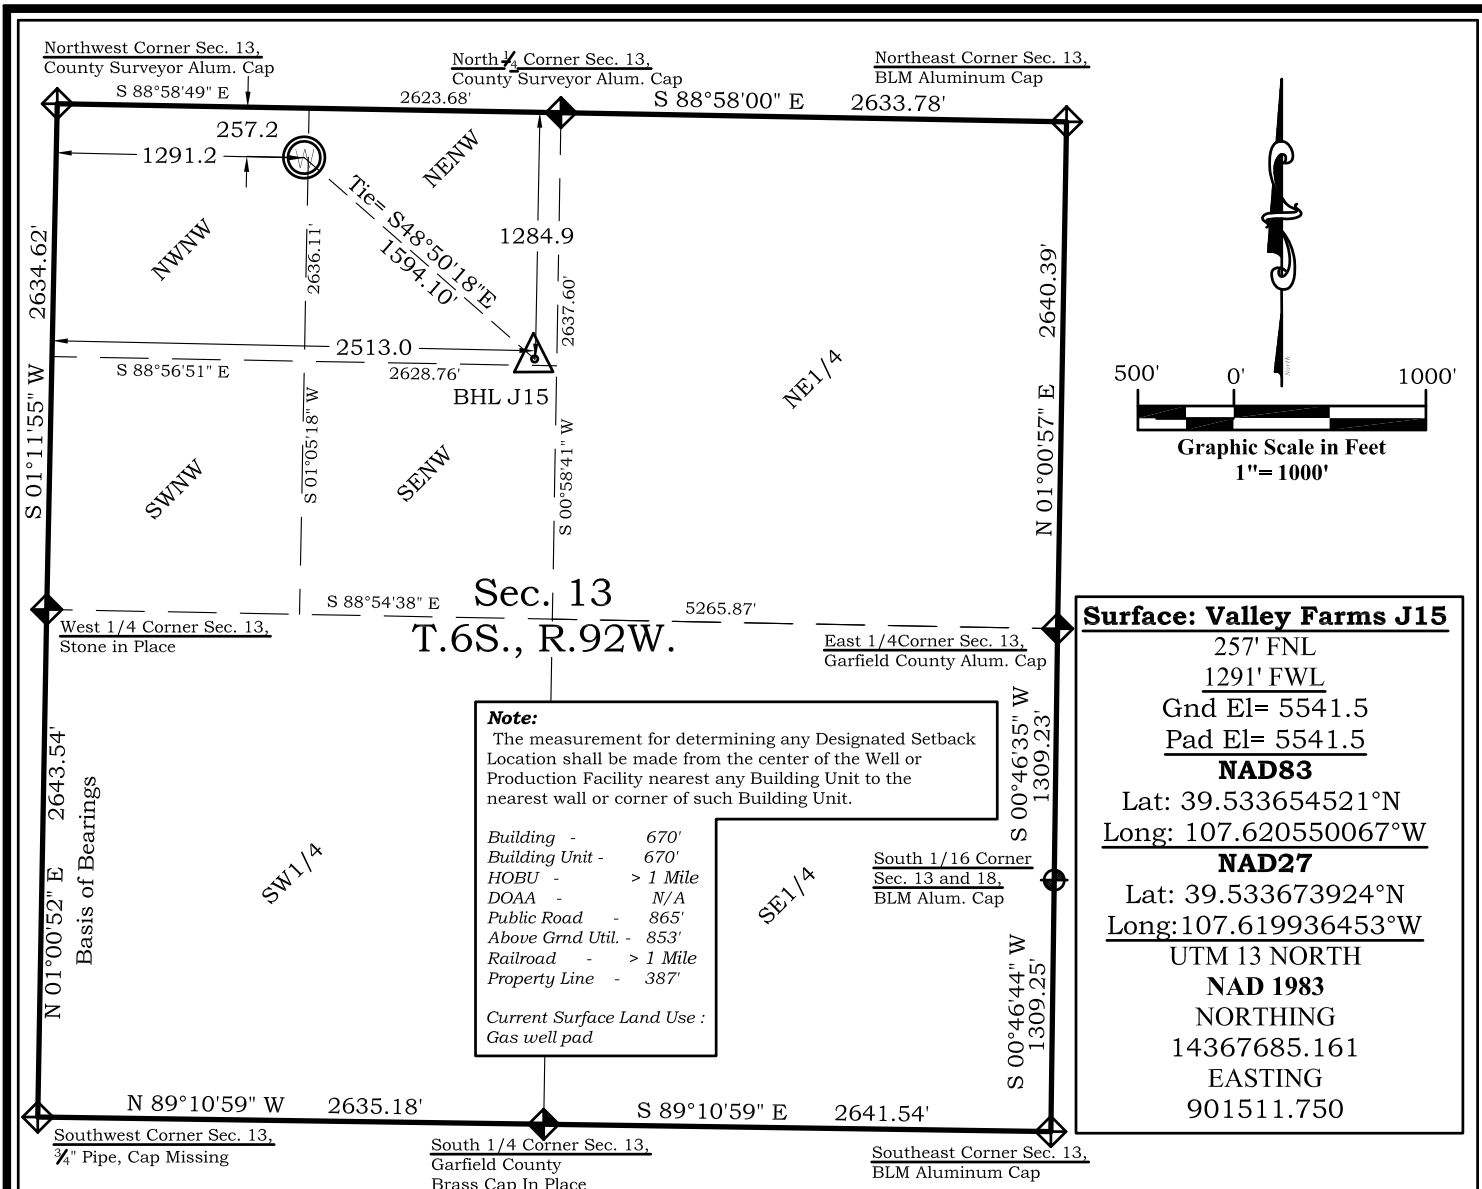 Northwest Corner Sec. 13,
County Surveyor Alum. Cap
North 1/4 Corner Sec. 13,
County Surveyor Alum. Cap
Northeast Corner Sec. 13,
BLM Aluminum Cap
S 88°58'49" E
2623.68'
S 88°58'00" E 2633.78'
257.2
1291.2
NENW
NWNW
Tie= S48°50'18"E
1594.10'
1284.9
2636.11'
2637.60'
2634.62'
S 01°11'55" W
2640.39'
N 01°00'57" E
2513.0
S 88°56'51" E
2628.76'
BHL J15
NE1/4
S 01°05'18" W
S 00°58'41" W
SWNW
SENW
North
500' 0' 1000'
Graphic Scale in Feet
1"= 1000'
S 88°54'38" E
5265.87'
Sec. 13
T.6S., R.92W.
West 1/4 Corner Sec. 13,
Stone in Place
East 1/4Corner Sec. 13,
Garfield County Alum. Cap
Surface: Valley Farms J15
257' FNL
1291' FWL
Gnd El= 5541.5
Pad El= 5541.5
NAD83
Lat: 39.533654521°N
Long: 107.620550067°W
NAD27
Lat: 39.533673924°N
Long:107.619936453°W
UTM 13 NORTH
NAD 1983
NORTHING
14367685.161
EASTING
901511.750
Note:
The measurement for determining any Designated Setback
Location shall be made from the center of the Well or
Production Facility nearest any Building Unit to the
nearest wall or corner of such Building Unit.
Building - 670'
Building Unit - 670'
HOBU - > 1 Mile
DOAA - N/A
Public Road - 865'
Above Grnd Util. - 853'
Railroad - > 1 Mile
Property Line - 387'
Current Surface Land Use :
Gas well pad
N 01°00'52" E 2643.54'
Basis of Bearings
SW1/4
SE1/4
S 00°46'35" W
1309.23'
South 1/16 Corner
Sec. 13 and 18,
BLM Alum. Cap
S 00°46'44" W
1309.25'
N 89°10'59" W 2635.18'
S 89°10'59" E 2641.54'
Southwest Corner Sec. 13,
3/4" Pipe, Cap Missing
South 1/4 Corner Sec. 13,
Garfield County
Brass Cap In Place
Southeast Corner Sec. 13,
BLM Aluminum Cap